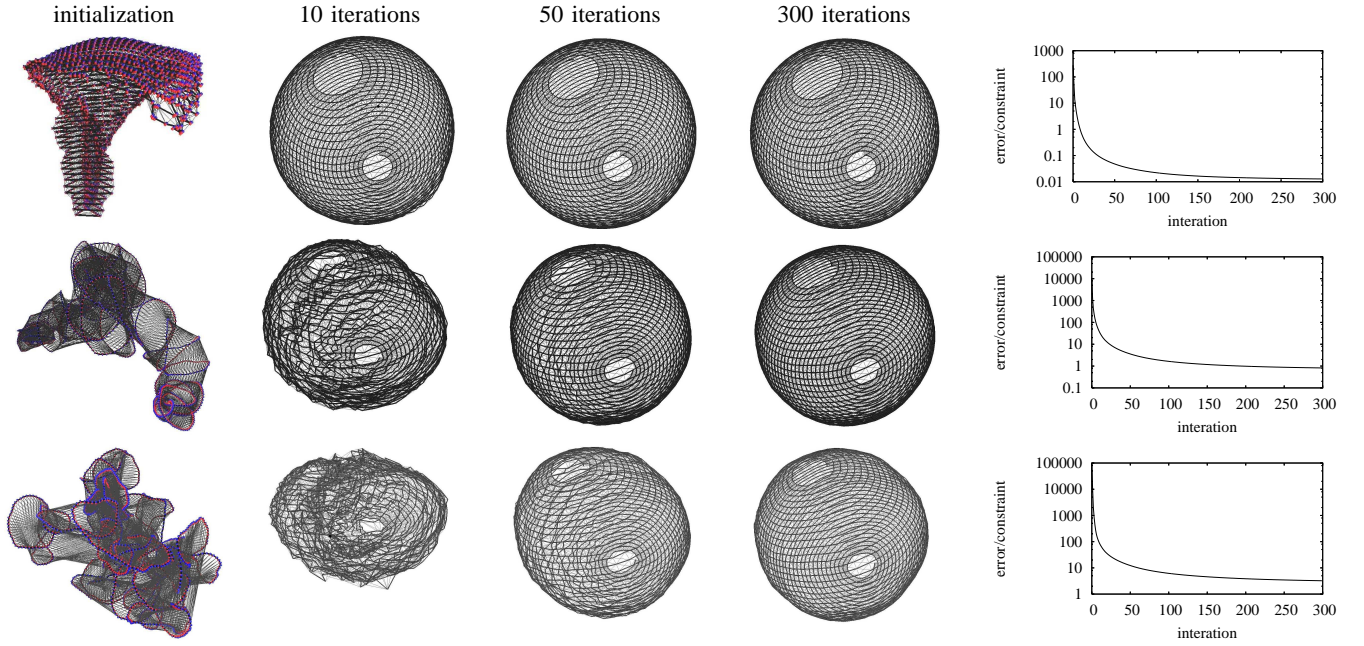 initialization
10 iterations
50 iterations
300 iterations
error/constraint
1000
100
10
1
0.1
0.01
0 50 100 150 200 250 300
interation
error/constraint
100000
10000
1000
100
10
1
0.1
0 50 100 150 200 250 300
interation
error/constraint
100000
10000
1000
100
10
1
0 50 100 150 200 250 300
interation